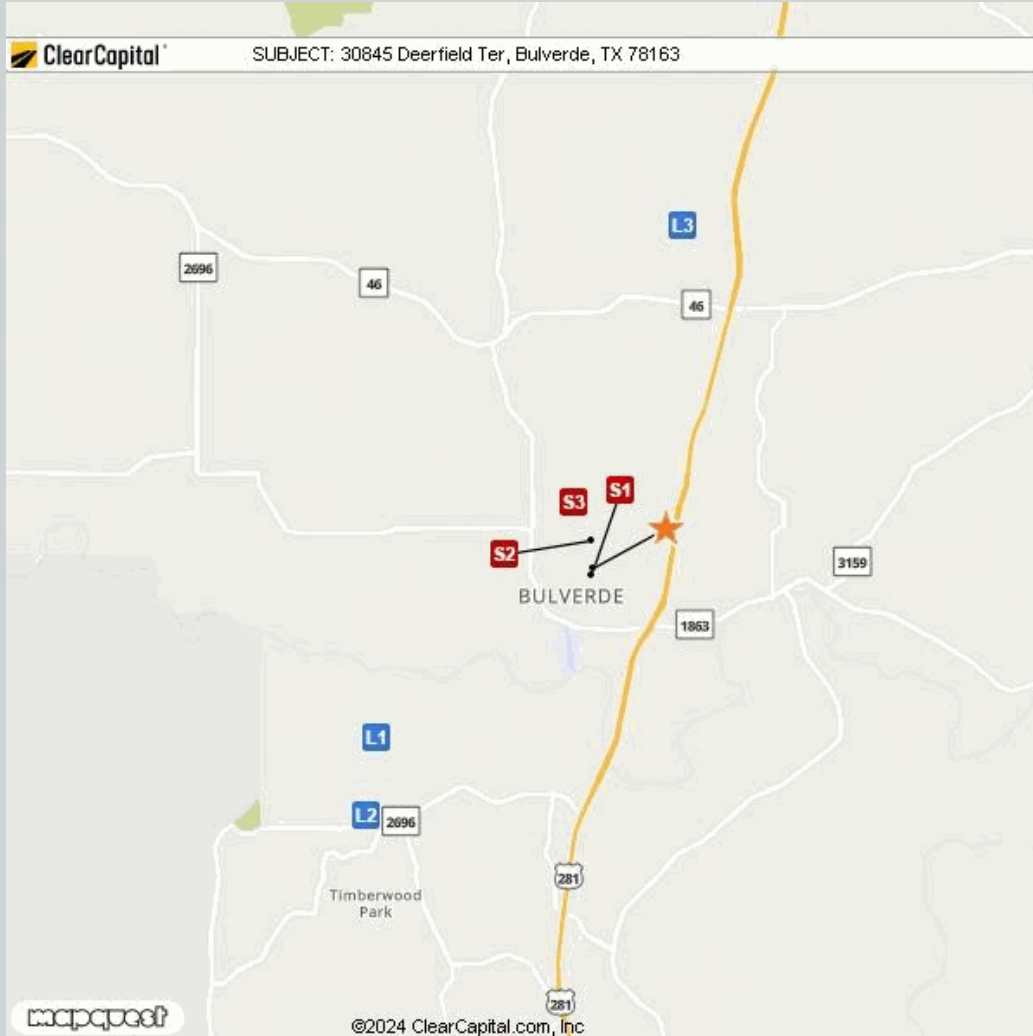 ClearCapital
SUBJECT: 30845 Deerfield Ter, Bulverde, TX 78163
L3
2696
46
46
S1
S3
S2
3159
BULVERDE
1863
L1
L2
2696
281
Timberwood
Park
281
mapquest
©2024 ClearCapital.com, Inc